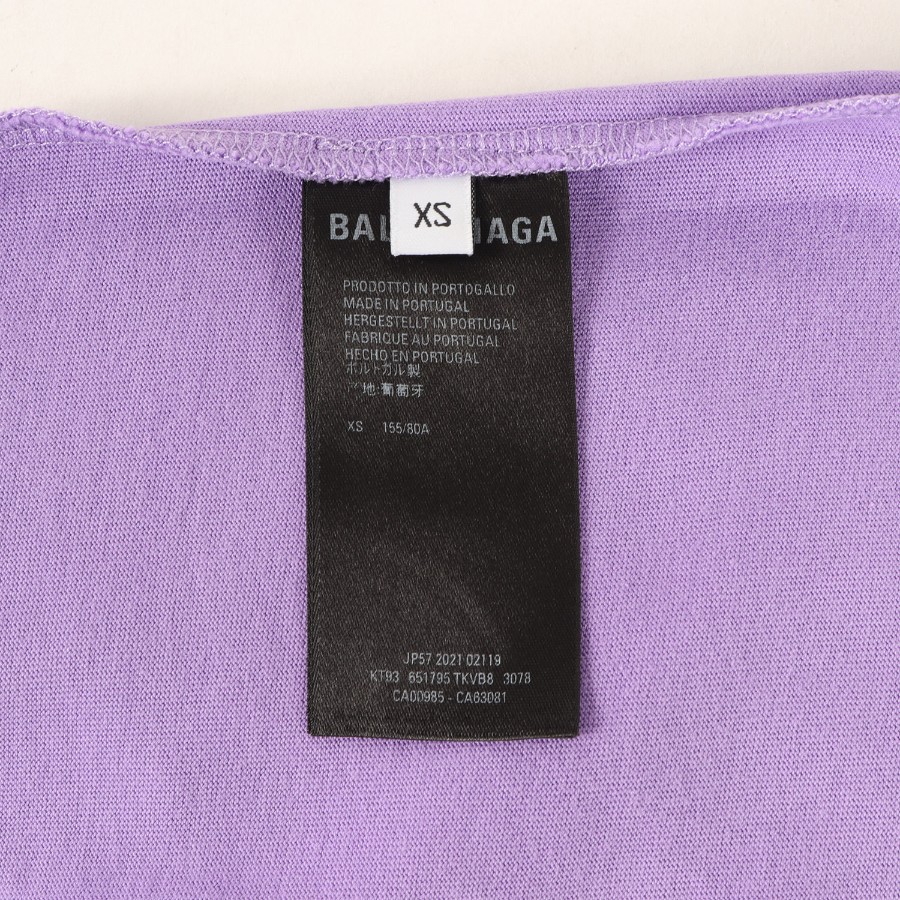 XS
BAL NIAGA
PRODOTTO IN PORTOGALLO
MADE IN PORTUGAL
HERGESTELLT IN PORTUGAL
FABRIQUE AU PORTUGAL
HECHO EN PORTUGAL
ポルトガル製
地:葡萄牙
XS 155/80A
JP57 2021 02119
KT93 651795 TKVB8 3078
CA00985 - CA63081